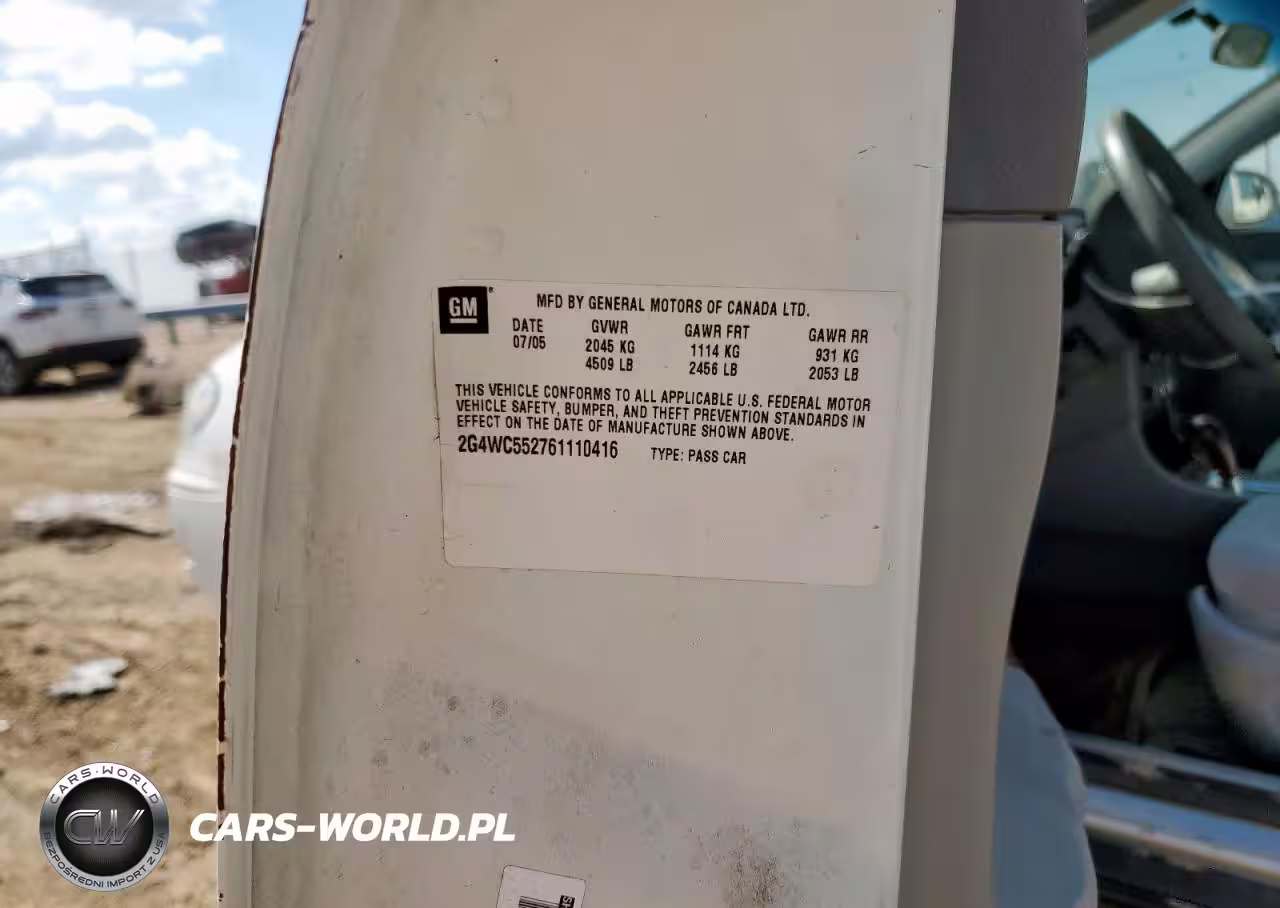 GM®
MFD BY GENERAL MOTORS OF CANADA LTD.
DATE GVWR GAWR FRT GAWR RR
07/05 2045 KG 1114 KG 931 KG
4509 LB 2456 LB 2053 LB
THIS VEHICLE CONFORMS TO ALL APPLICABLE U.S. FEDERAL MOTOR
VEHICLE SAFETY, BUMPER, AND THEFT PREVENTION STANDARDS IN
EFFECT ON THE DATE OF MANUFACTURE SHOWN ABOVE.
2G4WC552761110416 TYPE: PASS CAR
CARS-WORLD
CW
BEZPOŚREDNI IMPORT Z USA
CARS-WORLD.PL